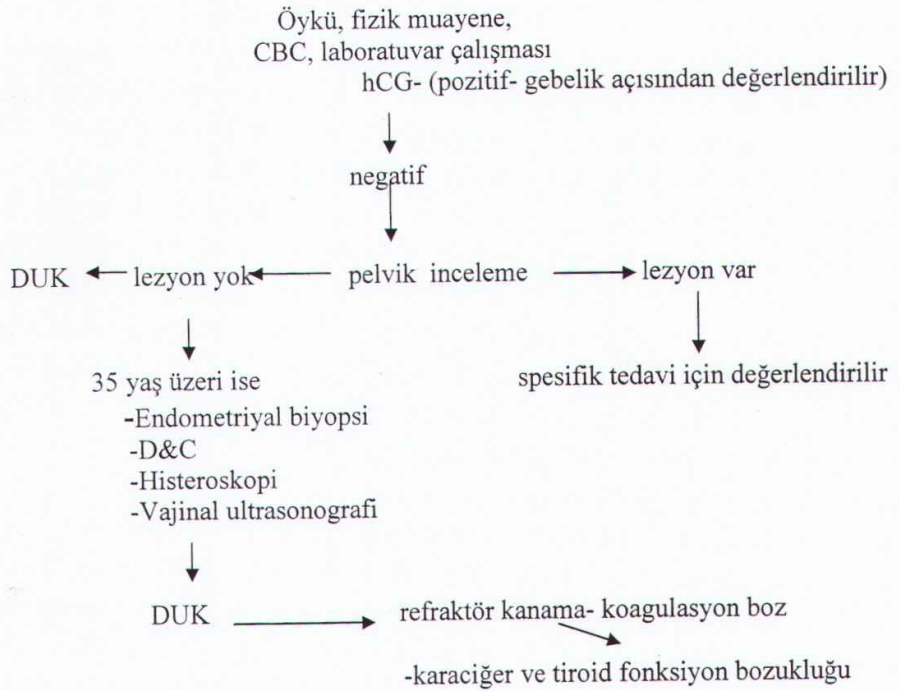 Öykü, fizik muayene,
CBC, laboratuvar çalışması
hCG- (pozitif- gebelik açısından değerlendirilir)
negatif
DUK lezyon yok pelvik inceleme lezyon var
35 yaş üzeri ise
spesifik tedavi için değerlendirilir
-Endometriyal biyopsi
-D&C
-Histeroskopi
-Vajinal ultrasonografi
DUK refraktör kanama- koagulasyon boz
-karaciğer ve tiroid fonksiyon bozukluğu